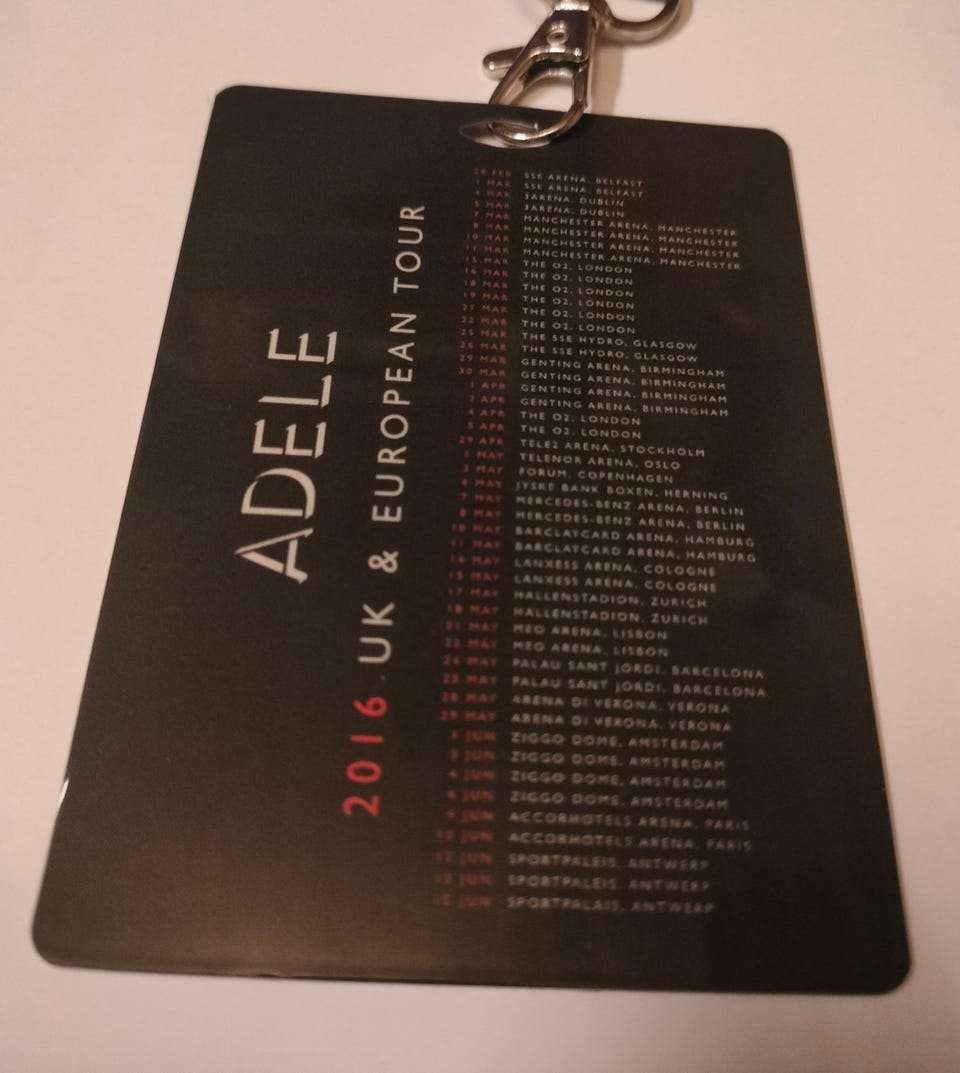 ADELE
2016 . UK & EUROPEAN TOUR
29 FEB SSE ARENA, BELFAST
1 MAR SSE ARENA, BELFAST
4 MAR 3ARENA, DUBLIN
5 MAR 3ARENA, DUBLIN
7 MAR MANCHESTER ARENA, MANCHESTER
8 MAR MANCHESTER ARENA, MANCHESTER
10 MAR MANCHESTER ARENA, MANCHESTER
11 MAR MANCHESTER ARENA, MANCHESTER
15 MAR THE O2, LONDON
16 MAR THE O2, LONDON
18 MAR THE O2, LONDON
19 MAR THE O2, LONDON
21 MAR THE O2, LONDON
22 MAR THE O2, LONDON
25 MAR THE SSE HYDRO, GLASGOW
26 MAR THE SSE HYDRO, GLASGOW
29 MAR GENTING ARENA, BIRMINGHAM
30 MAR GENTING ARENA, BIRMINGHAM
1 APR GENTING ARENA, BIRMINGHAM
2 APR GENTING ARENA, BIRMINGHAM
4 APR THE O2, LONDON
5 APR THE O2, LONDON
29 APR TELE2 ARENA, STOCKHOLM
1 MAY TELENOR ARENA, OSLO
3 MAY FORUM, COPENHAGEN
4 MAY JYSKE BANK BOXEN, HERNING
7 MAY MERCEDES-BENZ ARENA, BERLIN
8 MAY MERCEDES-BENZ ARENA, BERLIN
10 MAY BARCLAYCARD ARENA, HAMBURG
11 MAY BARCLAYCARD ARENA, HAMBURG
14 MAY LANXESS ARENA, COLOGNE
15 MAY LANXESS ARENA, COLOGNE
17 MAY HALLENSTADION, ZURICH
18 MAY HALLENSTADION, ZURICH
21 MAY MEO ARENA, LISBON
22 MAY MEO ARENA, LISBON
24 MAY PALAU SANT JORDI, BARCELONA
25 MAY PALAU SANT JORDI, BARCELONA
28 MAY ARENA DI VERONA, VERONA
29 MAY ARENA DI VERONA, VERONA
1 JUN ZIGGO DOME, AMSTERDAM
3 JUN ZIGGO DOME, AMSTERDAM
4 JUN ZIGGO DOME, AMSTERDAM
6 JUN ZIGGO DOME, AMSTERDAM
9 JUN ACCORHOTELS ARENA, PARIS
10 JUN ACCORHOTELS ARENA, PARIS
12 JUN SPORTPALEIS, ANTWERP
13 JUN SPORTPALEIS, ANTWERP
15 JUN SPORTPALAIS, ANTWERP